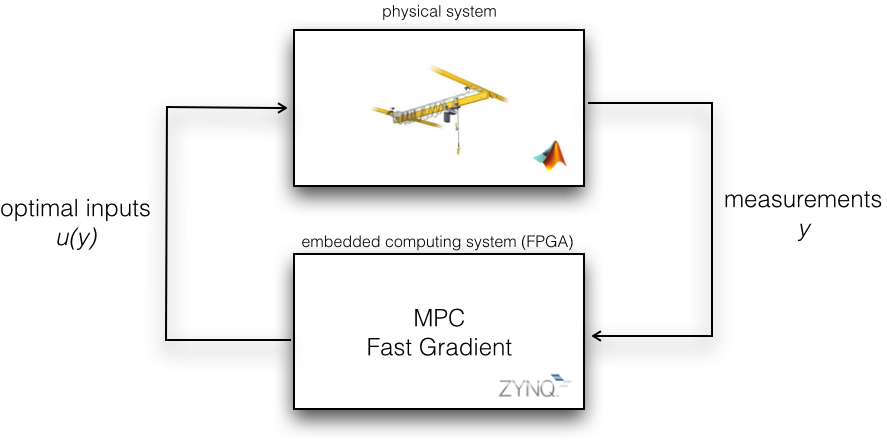 physical system
optimal inputs
u(y)
measurements
y
embedded computing system (FPGA)
MPC
Fast Gradient
ZYNQ